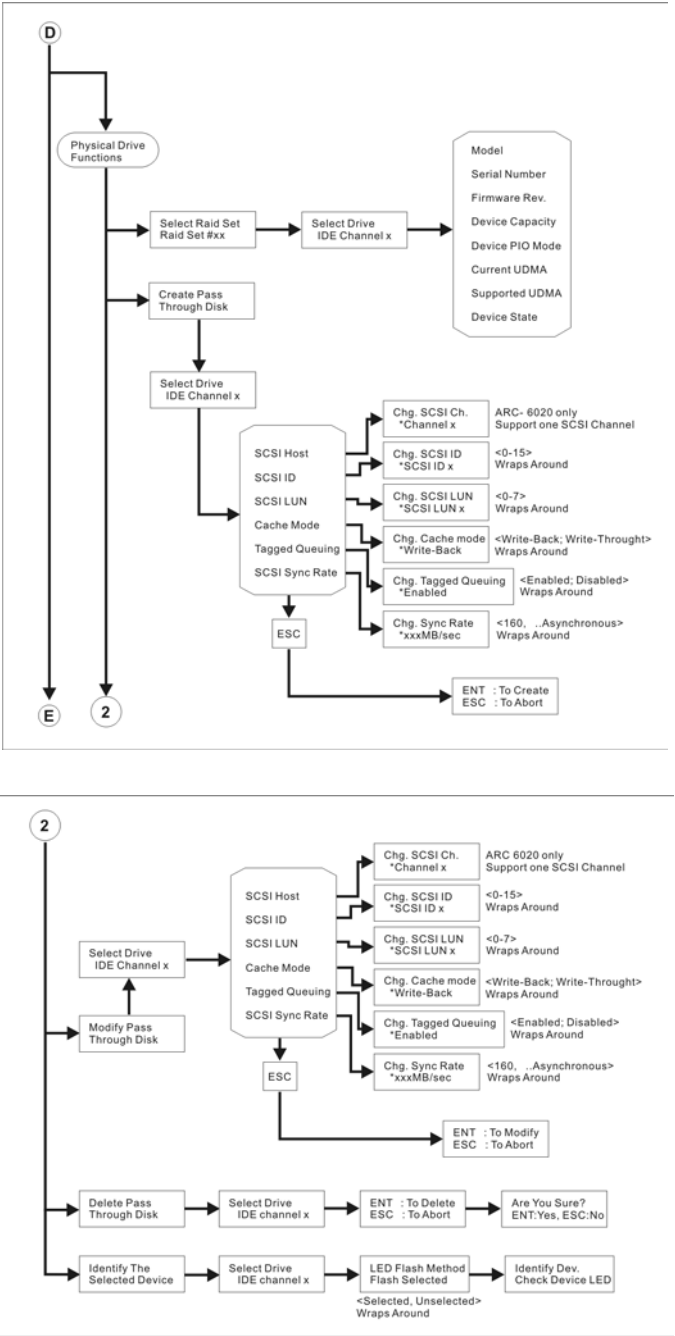 D
Physical Drive
Functions
Select Raid Set
Raid Set #xx
Select Drive
IDE Channel x
Model
Serial Number
Firmware Rev.
Device Capacity
Device PIO Mode
Current UDMA
Supported UDMA
Device State
Create Pass
Through Disk
Select Drive
IDE Channel x
SCSI Host
SCSI ID
SCSI LUN
Cache Mode
Tagged Queuing
SCSI Sync Rate
Chg. SCSI Ch.
*Channel x
ARC- 6020 only
Support one SCSI Channel
Chg. SCSI ID
*SCSI ID x
<0-15>
Wraps Around
Chg. SCSI LUN
*SCSI LUN x
<0-7>
Wraps Around
Chg. Cache mode
*Write-Back
<Write-Back; Write-Throught>
Wraps Around
Chg. Tagged Queuing
*Enabled
<Enabled; Disabled>
Wraps Around
Chg. Sync Rate
*xxxMB/sec
<160, ..Asynchronous>
Wraps Around
ESC
ENT : To Create
ESC : To Abort
E
2
2
Select Drive
IDE Channel x
Modify Pass
Through Disk
SCSI Host
SCSI ID
SCSI LUN
Cache Mode
Tagged Queuing
SCSI Sync Rate
Chg. SCSI Ch.
*Channel x
ARC 6020 only
Support one SCSI Channel
Chg. SCSI ID
*SCSI ID x
<0-15>
Wraps Around
Chg. SCSI LUN
*SCSI LUN x
<0-7>
Wraps Around
Chg. Cache mode
*Write-Back
<Write-Back; Write-Throught>
Wraps Around
Chg. Tagged Queuing
*Enabled
<Enabled; Disabled>
Wraps Around
Chg. Sync Rate
*xxMB/sec
<160, ..Asynchronous>
Wraps Around
ESC
ENT : To Modify
ESC : To Abort
Delete Pass
Through Disk
Select Drive
IDE channel x
ENT : To Delete
ESC : To Abort
Are You Sure?
ENT:Yes, ESC:No
Identify The
Selected Device
Select Drive
IDE channel x
LED Flash Method
Flash Selected
<Selected, Unselected>
Wraps Around
Identify Dev.
Check Device LED